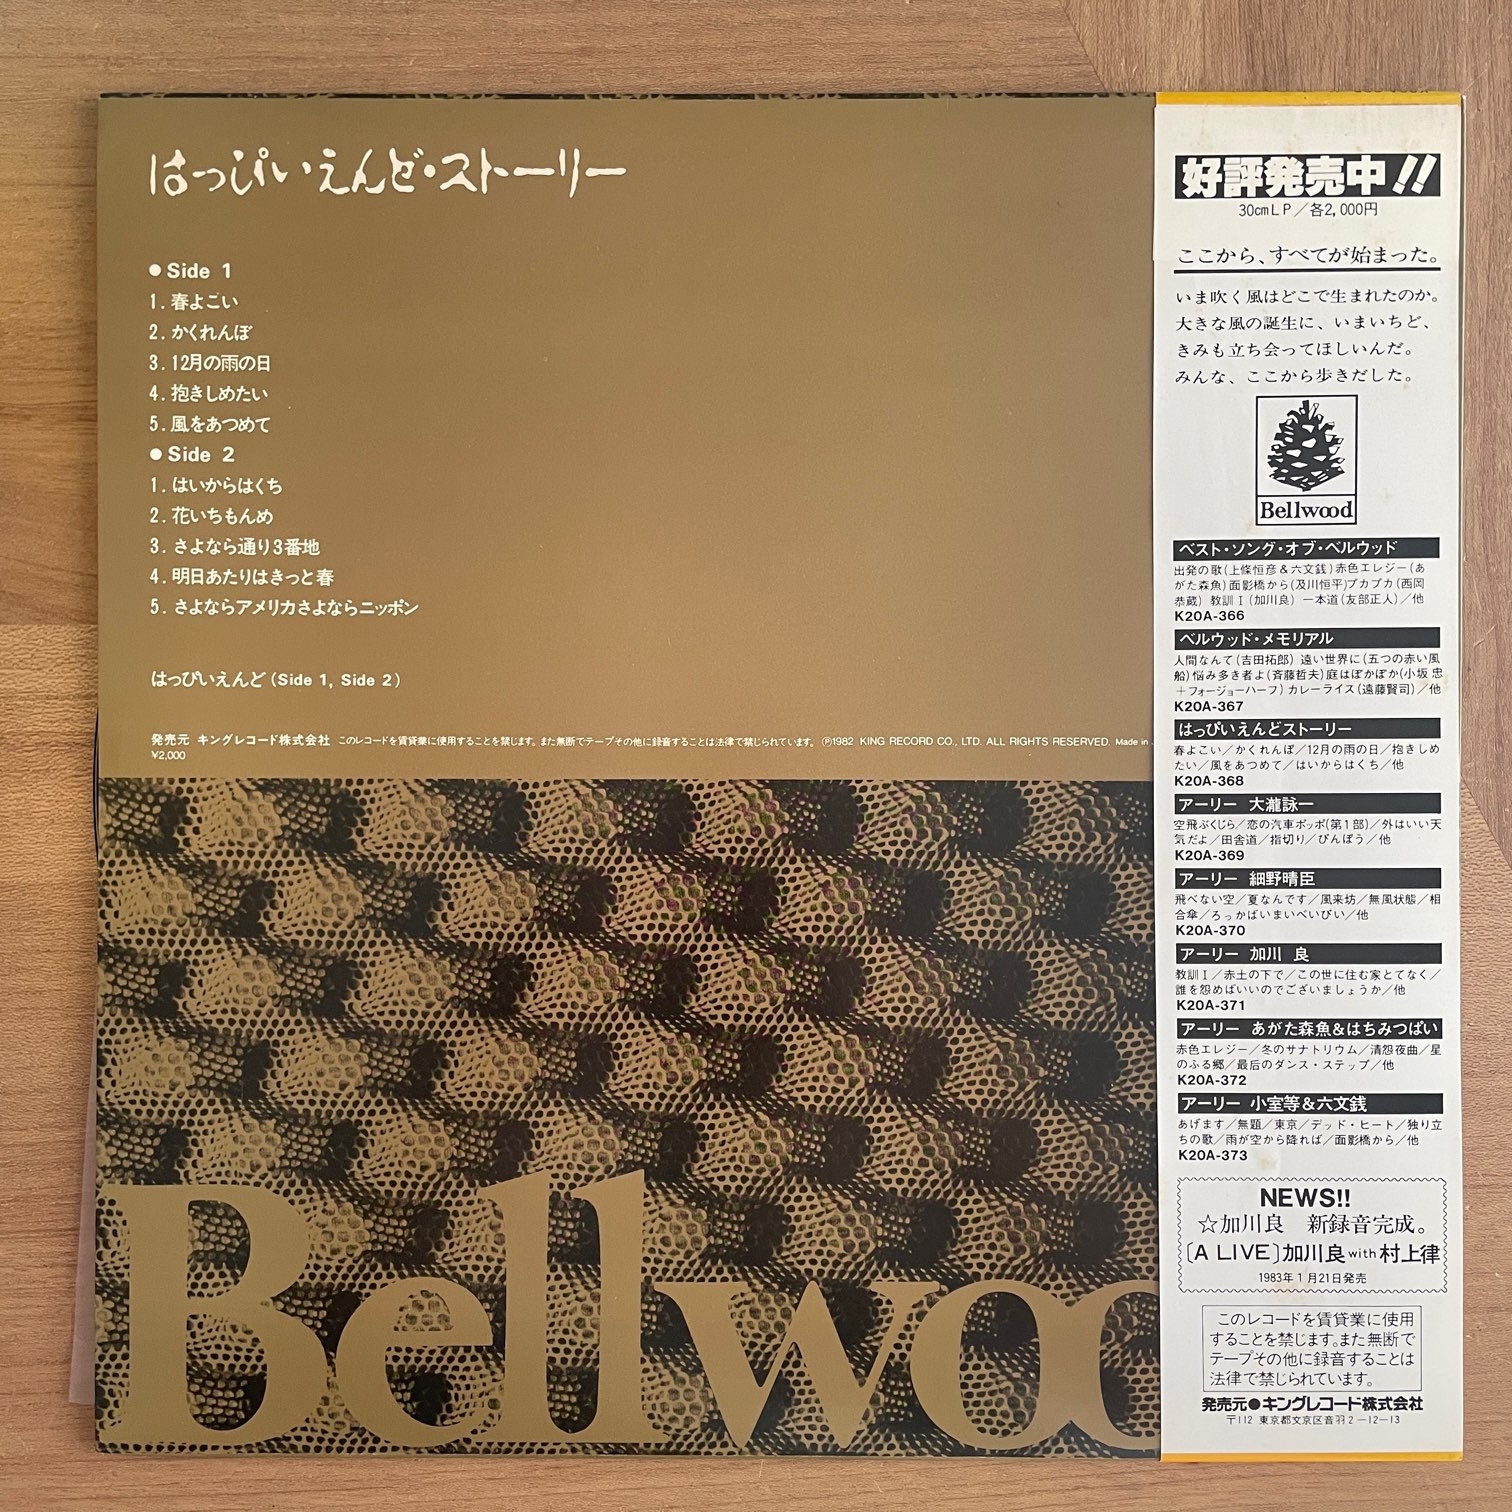 はっぴいえんど・ストーリー
●Side 1
1. 春よこい
2. かくれんぼ
3. 12月の雨の日
4. 抱きしめたい
5. 風をあつめて
●Side 2
1. はいからはくち
2. 花いちもんめ
3. さよなら通り3番地
4. 明日あたりはきっと春
5. さよならアメリカさよならニッポン
はっぴいえんど (Side 1, Side 2)
発売元 キングレコード株式会社 このレコードを賃貸業に使用することを禁じます。また無断でテープその他に録音することは法律で禁じられています。 Ⓟ1982 KING RECORD CO., LTD. ALL RIGHTS RESERVED. Made in
¥2,000
Bellwoo
好評発売中!!
30cmLP/各2,000円
ここから、すべてが始まった。
いま吹く風はどこで生まれたのか。
大きな風の誕生に、いまいちど、
きみも立ち会ってほしいんだ。
みんな、ここから歩きだした。
Bellwood
ベスト・ソング・オブ・ベルウッド
出発の歌(上條恒彦&六文銭)赤色エレジー(あ
がた森魚)面影橋から(及川恒平)プカプカ(西岡
恭蔵) 教訓Ⅰ(加川良) 一本道(友部正人)/他
K20A-366
ベルウッド・メモリアル
人間なんて(吉田拓郎) 遠い世界に(五つの赤い風
船)悩み多き者よ(斉藤哲夫)庭はぽかぽか(小坂 忠
+フォージョーハーフ) カレーライス(遠藤賢司)/他
K20A-367
はっぴいえんどストーリー
春よこい/かくれんぼ/12月の雨の日/抱きしめ
たい/風をあつめて/はいからはくち/他
K20A-368
アーリー 大瀧詠一
空飛ぶくじら/恋の汽車ポッポ(第1部)/外はいい天
気だよ/田舎道/指切り/びんぼう/他
K20A-369
アーリー 細野晴臣
飛べない空/夏なんです/風来坊/無風状態/相
合傘/ろっかばいまいべいびい/他
K20A-370
アーリー 加川 良
教訓Ⅰ/赤土の下で/この世に住む家とてなく/
誰を怨めばいいのでございましょうか/他
K20A-371
アーリー あがた森魚&はちみつぱい
赤色エレジー/冬のサナトリウム/清怨夜曲/星
のふる郷/最后のダンス・ステップ/他
K20A-372
アーリー 小室等&六文銭
あげます/無題/東京/デッド・ヒート/独り立
ちの歌/雨が空から降れば/面影橋から/他
K20A-373
NEWS!!
☆加川良 新録音完成。
〔A LIVE〕加川良with村上律
1983年1月21日発売
このレコードを賃貸業に使用
することを禁じます。また無断で
テープその他に録音することは
法律で禁じられています。
発売元●キングレコード株式会社
〒112 東京都文京区音羽2-12-13